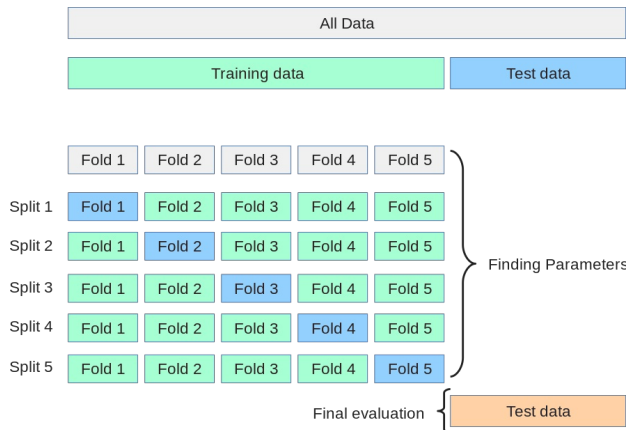 All Data
Training data Test data
Fold 1 Fold 2 Fold 3 Fold 4 Fold 5
Split 1 Fold 1 Fold 2 Fold 3 Fold 4 Fold 5
Split 2 Fold 1 Fold 2 Fold 3 Fold 4 Fold 5
Finding Parameters
Split 3 Fold 1 Fold 2 Fold 3 Fold 4 Fold 5
Split 4 Fold 1 Fold 2 Fold 3 Fold 4 Fold 5
Split 5 Fold 1 Fold 2 Fold 3 Fold 4 Fold 5
Final evaluation Test data